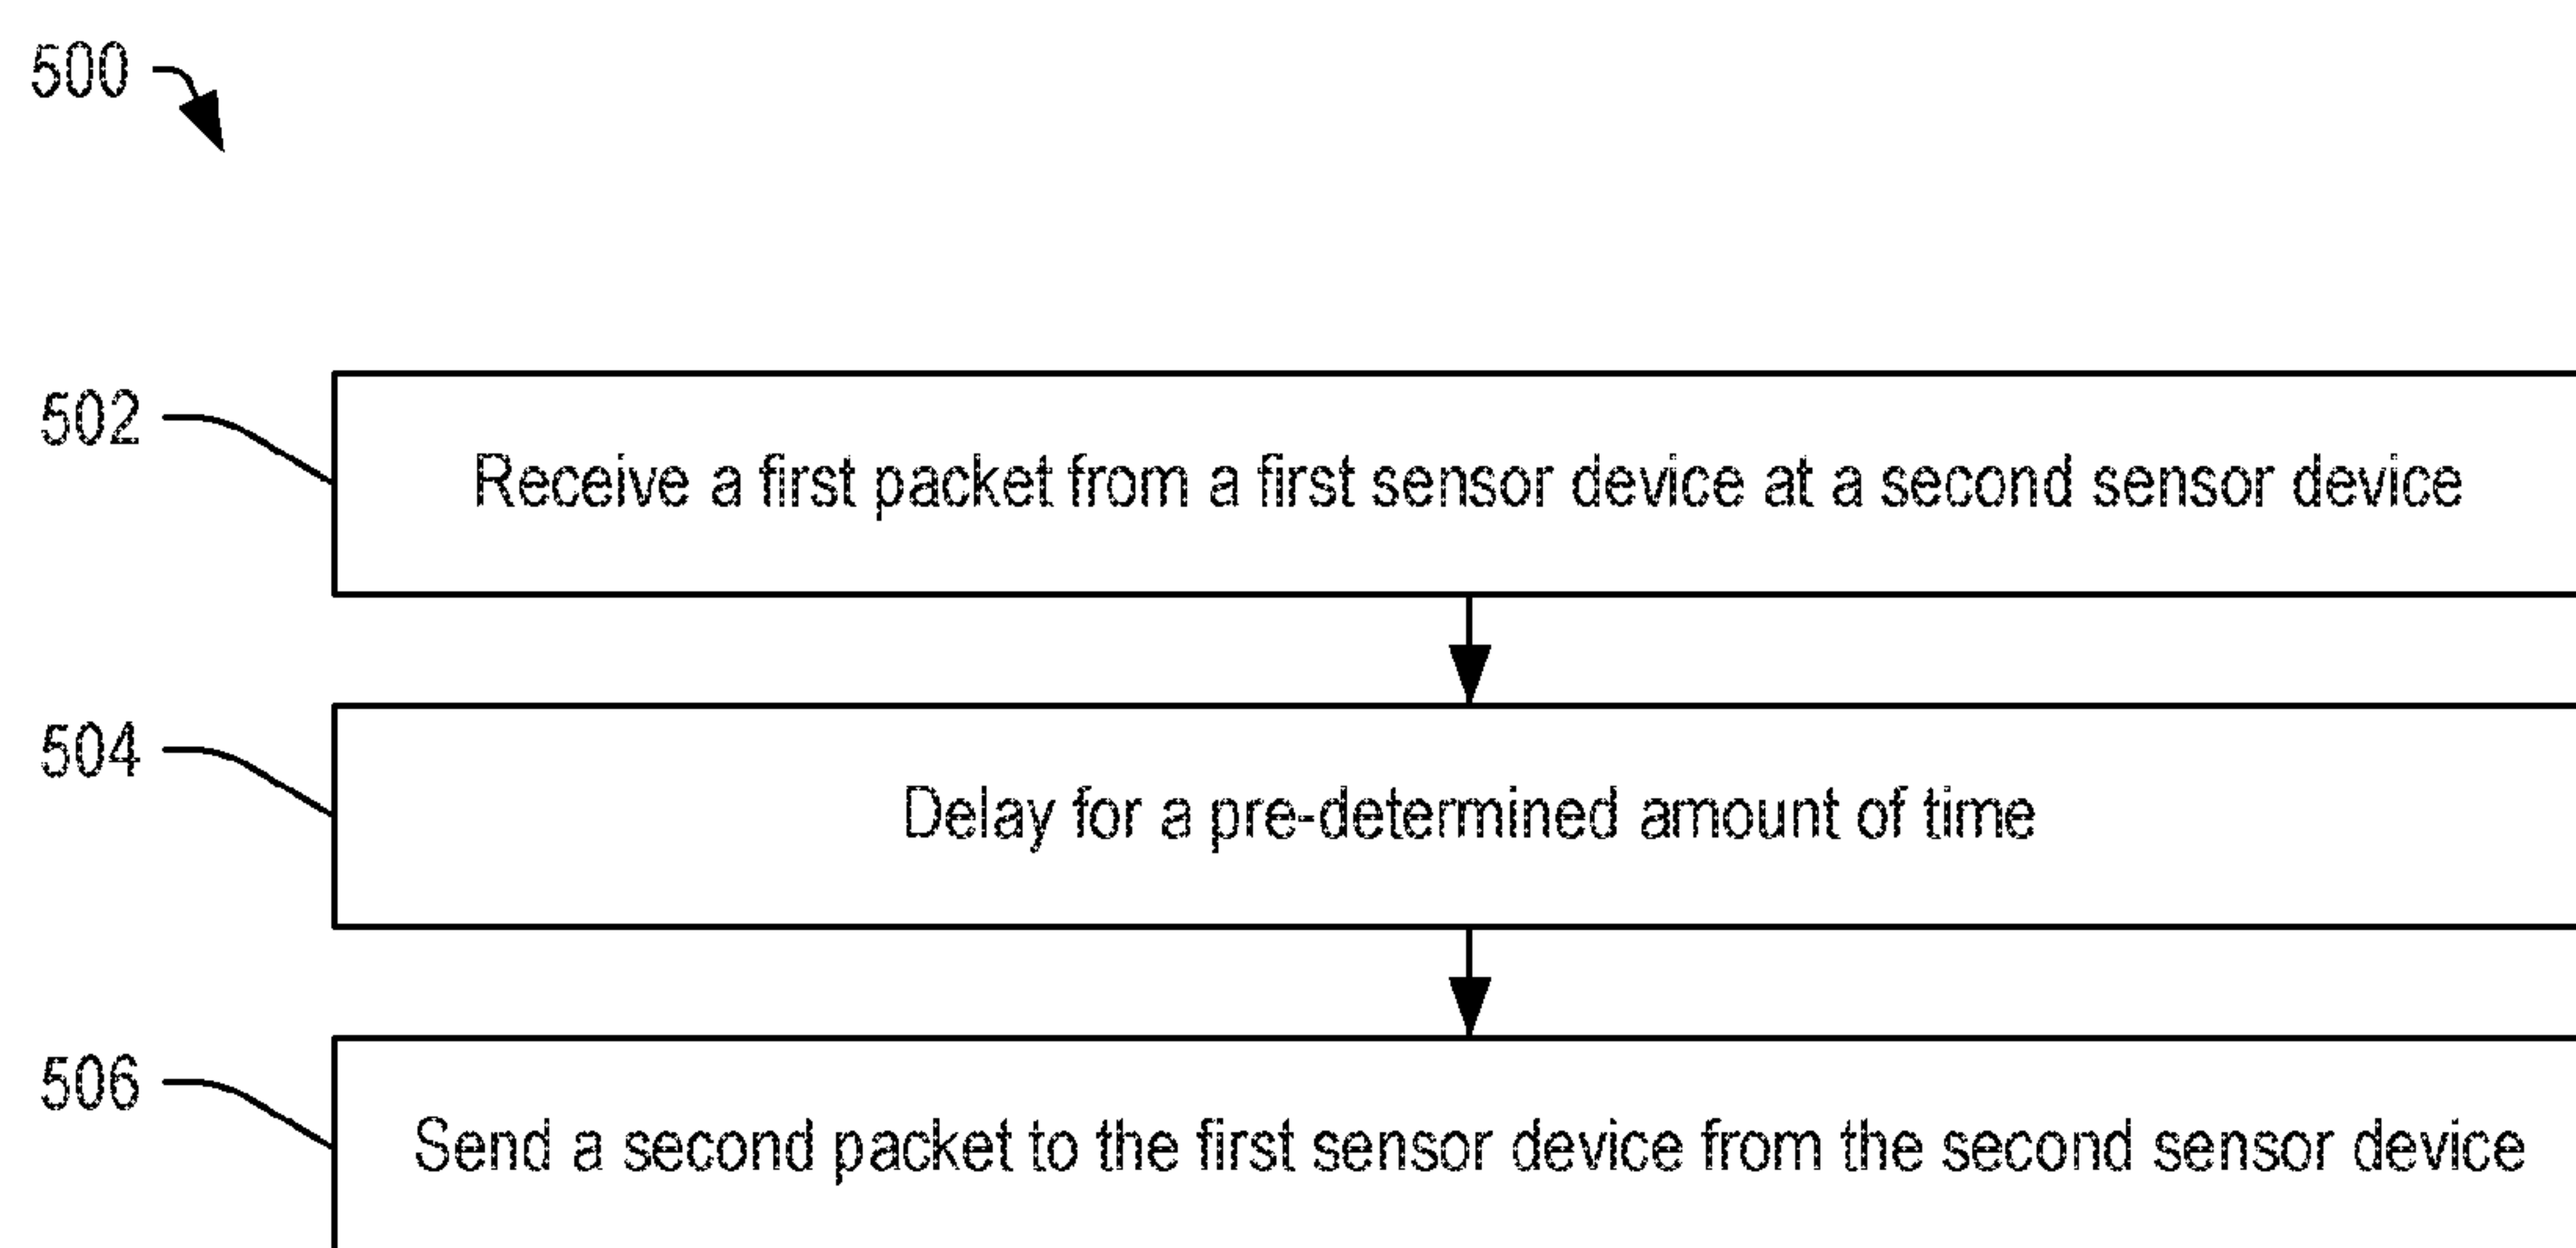 500
502
Receive a first packet from a first sensor device at a second sensor device
504
Delay for a pre-determined amount of time
506
Send a second packet to the first sensor device from the second sensor device